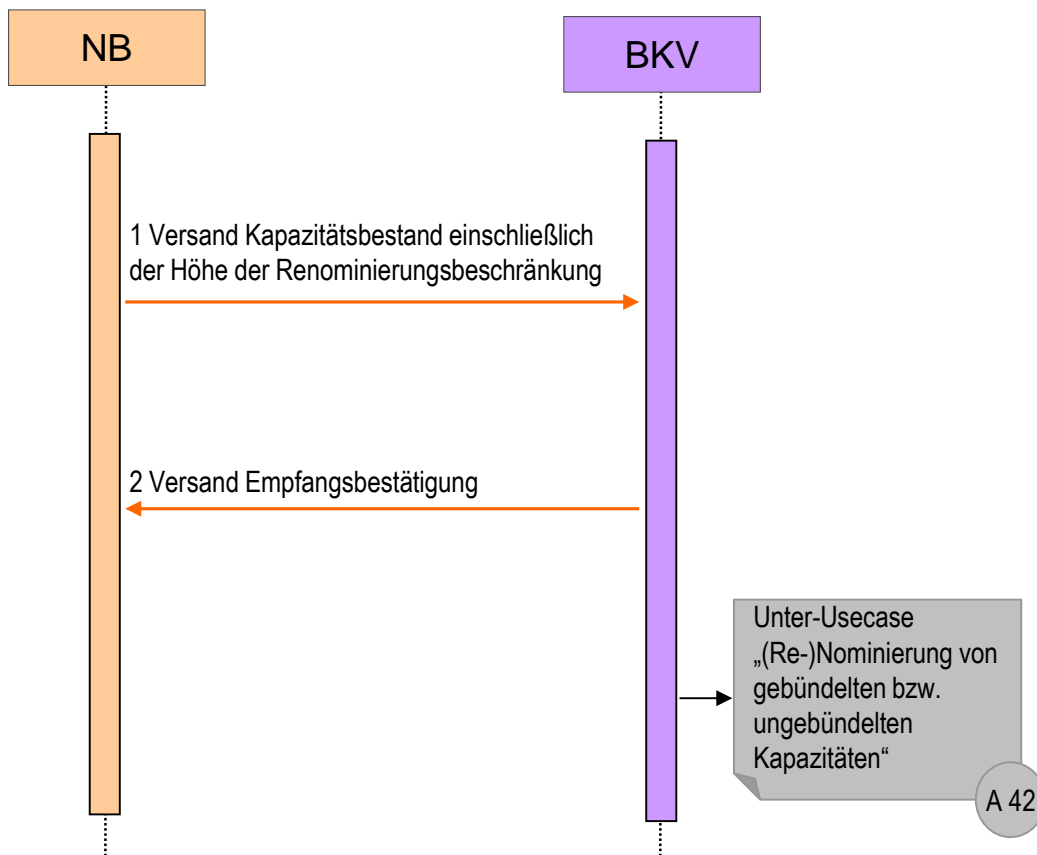 NB
BKV
1 Versand Kapazitätsbestand einschließlich
der Höhe der Renominierungsbeschränkung
2 Versand Empfangsbestätigung
Unter-Usecase
„(Re-)Nominierung von
gebündelten bzw.
ungebündelten
Kapazitäten“
A 42